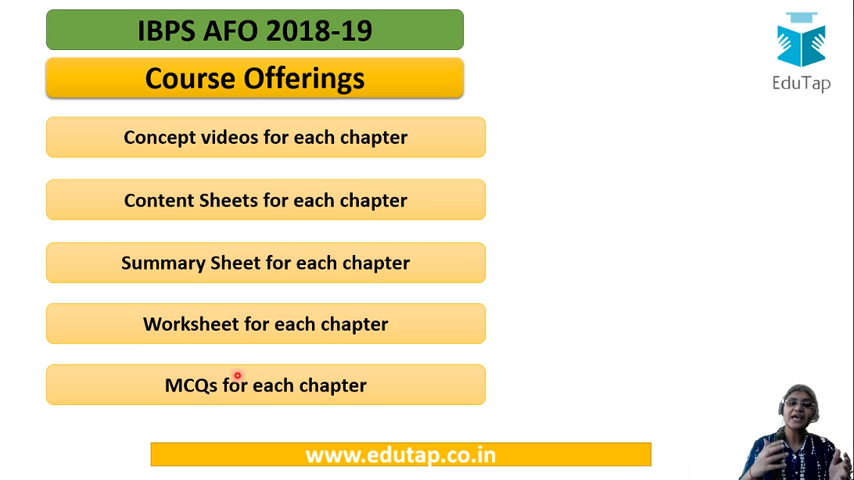 IBPS AFO 2018-19
Course Offerings
EduTap
Concept videos for each chapter
Content Sheets for each chapter
Summary Sheet for each chapter
Worksheet for each chapter
MCQs for each chapter
www.edutap.co.in